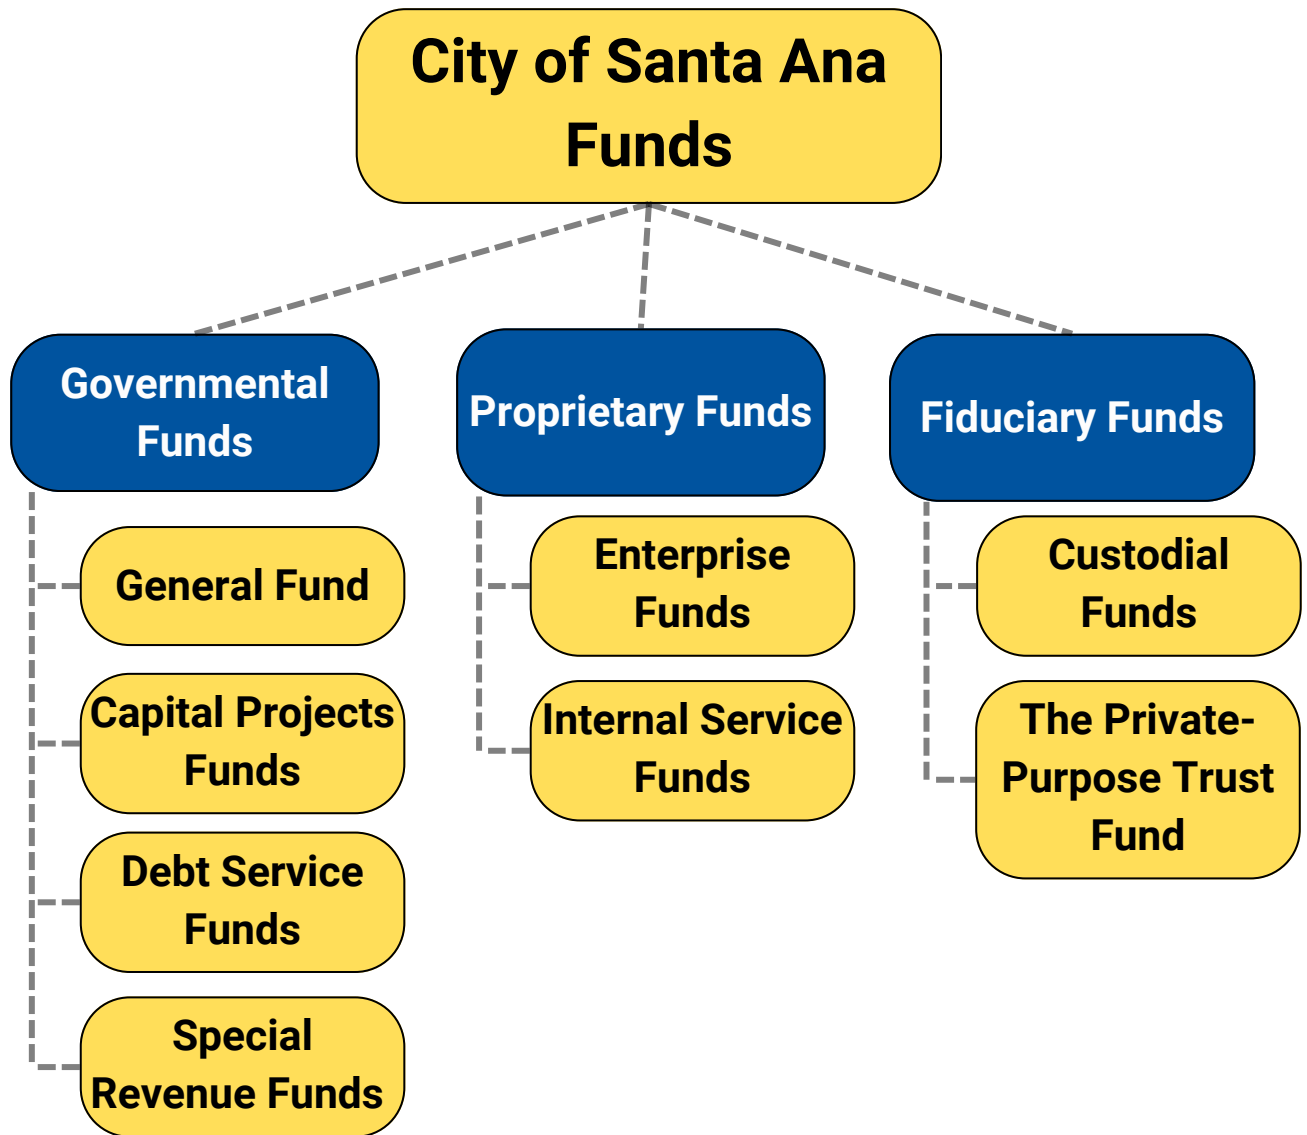 City of Santa Ana
Funds
Governmental
Funds
General Fund
Capital Projects
Funds
Debt Service
Funds
Special
Revenue Funds
Proprietary Funds
Enterprise
Funds
Internal Service
Funds
Fiduciary Funds
Custodial
Funds
The Private-
Purpose Trust
Fund